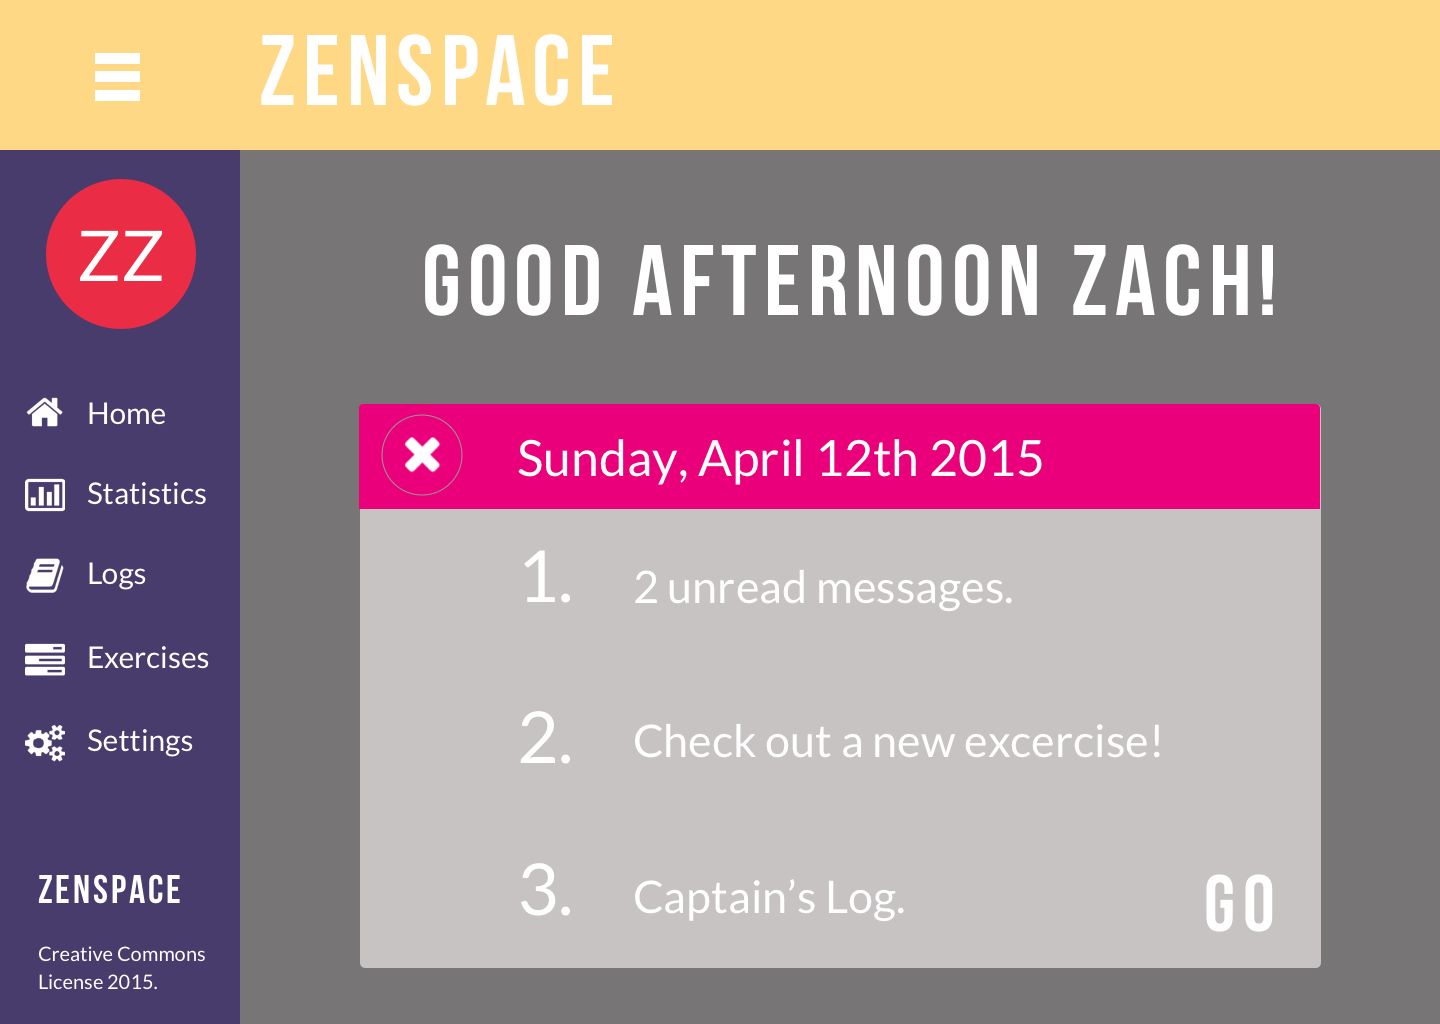 ZENSPACE
ZZ
Home
Statistics
Logs
Exercises
Settings
ZENSPACE
Creative Commons
License 2015.
GOOD AFTERNOON ZACH!
Sunday, April 12th 2015
1. 2 unread messages.
2. Check out a new excercise!
3. Captain’s Log.
GO